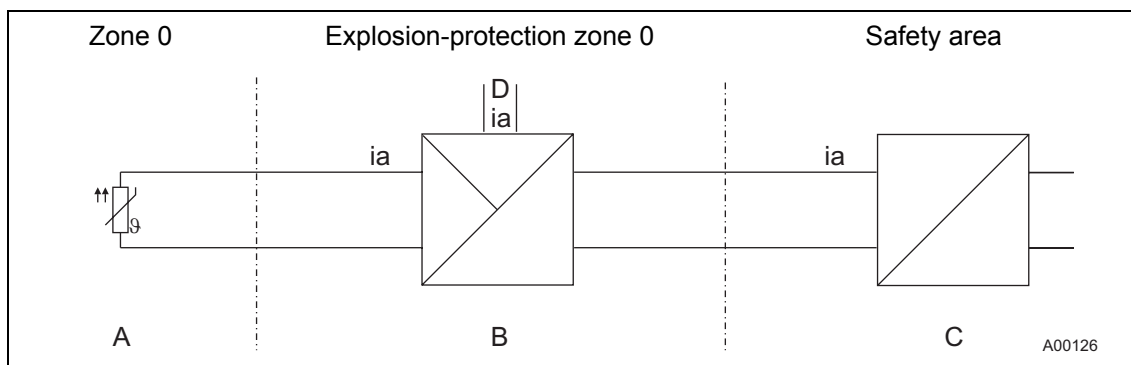 Zone 0 Explosion-protection zone 0 Safety area
D
ia
ia
ia
ϑ
A B C
A00126